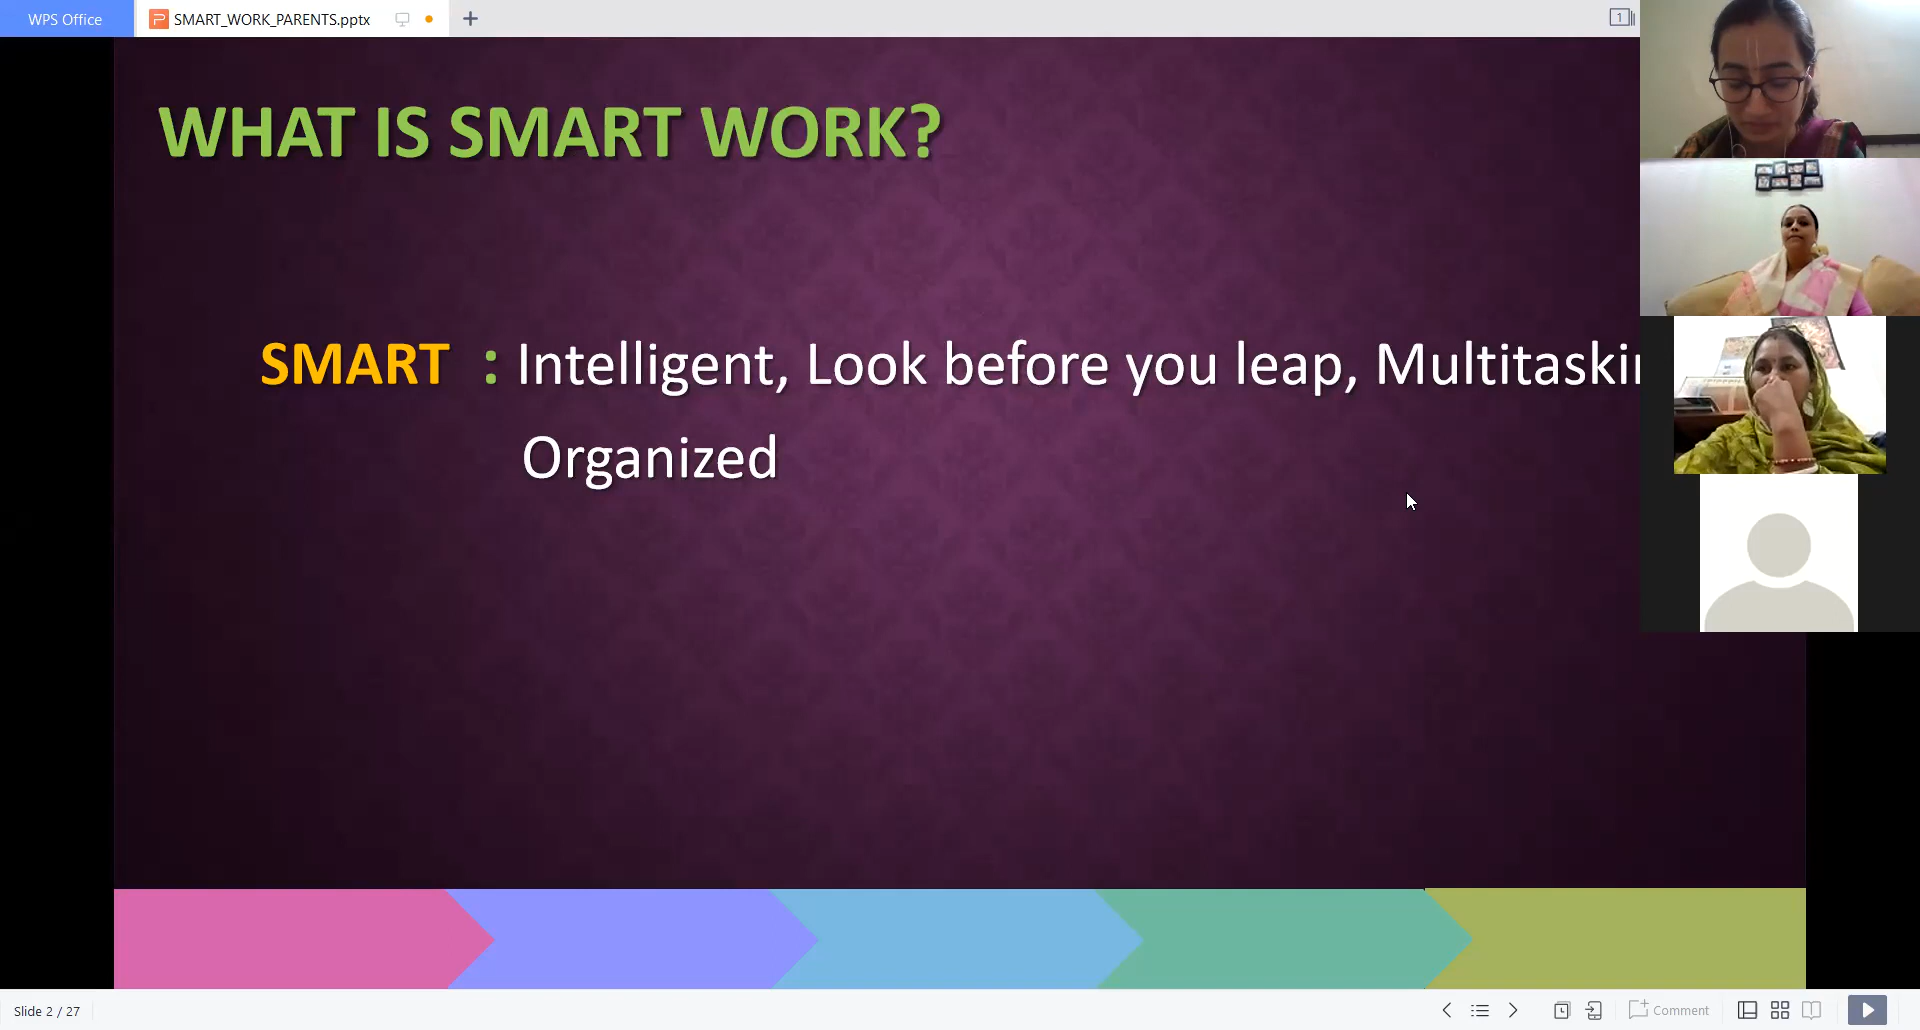 WPS Office
SMART_WORK_PARENTS.pptx
1
WHAT IS SMART WORK?
SMART : Intelligent, Look before you leap,
Organized
Slide 2 / 27
Comment